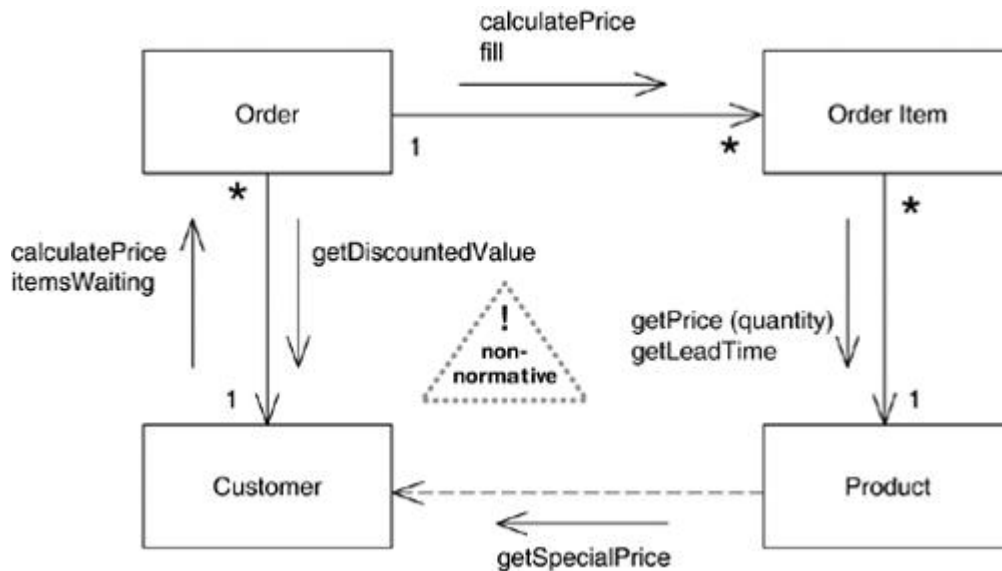 calculatePrice
fill
Order
Order Item
1
*
*
*
calculatePrice
itemsWaiting
getDiscountedValue
!
non-
normative
getPrice (quantity)
getLeadTime
1
1
Customer
Product
getSpecialPrice